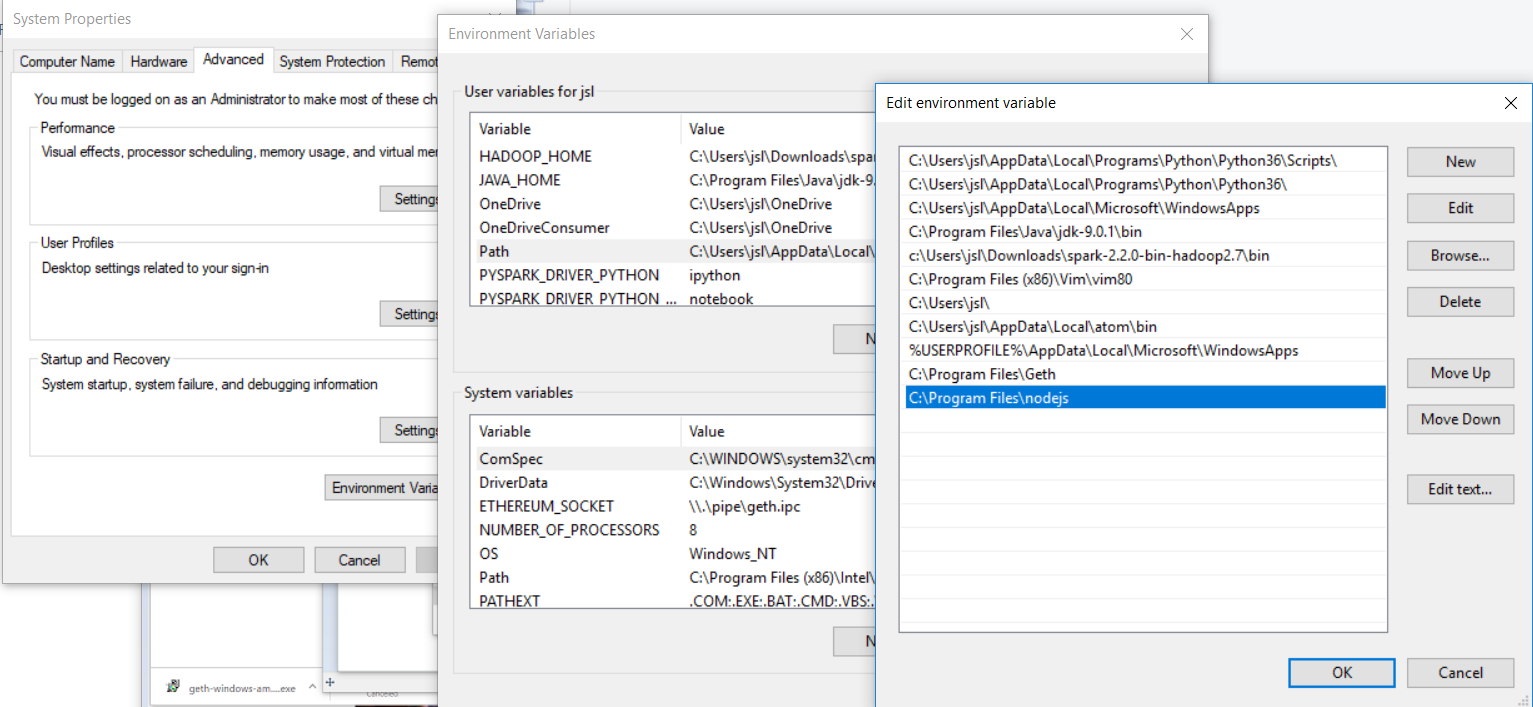 System Properties
Computer Name Hardware Advanced System Protection Remot
You must be logged on as an Administrator to make most of these ch
Performance
Visual effects, processor scheduling, memory usage, and virtual mem
Settings
User Profiles
Desktop settings related to your sign-in
Settings
Startup and Recovery
System startup, system failure, and debugging information
Settings
Environment Varia
OK Cancel
geth-windows-am....exe
Canceled
Environment Variables
User variables for jsl
Variable Value
HADOOP_HOME C:\Users\jsl\Downloads\spar
JAVA_HOME C:\Program Files\Java\jdk-9.
OneDrive C:\Users\jsl\OneDrive
OneDriveConsumer C:\Users\jsl\OneDrive
Path C:\Users\jsl\AppData\Local\
PYSPARK_DRIVER_PYTHON ipython
PYSPARK_DRIVER_PYTHON ... notebook
N
System variables
Variable Value
ComSpec C:\WINDOWS\system32\cm
DriverData C:\Windows\System32\Drive
ETHEREUM_SOCKET \\.\pipe\geth.ipc
NUMBER_OF_PROCESSORS 8
OS Windows_NT
Path C:\Program Files (x86)\Intel\
PATHEXT .COM;.EXE;.BAT;.CMD;.VBS;.
N
Edit environment variable
C:\Users\jsl\AppData\Local\Programs\Python\Python36\Scripts\
C:\Users\jsl\AppData\Local\Programs\Python\Python36\
C:\Users\jsl\AppData\Local\Microsoft\WindowsApps
C:\Program Files\Java\jdk-9.0.1\bin
c:\Users\jsl\Downloads\spark-2.2.0-bin-hadoop2.7\bin
C:\Program Files (x86)\Vim\vim80
C:\Users\jsl\
C:\Users\jsl\AppData\Local\atom\bin
%USERPROFILE%\AppData\Local\Microsoft\WindowsApps
C:\Program Files\Geth
C:\Program Files\nodejs
New
Edit
Browse...
Delete
Move Up
Move Down
Edit text...
OK Cancel